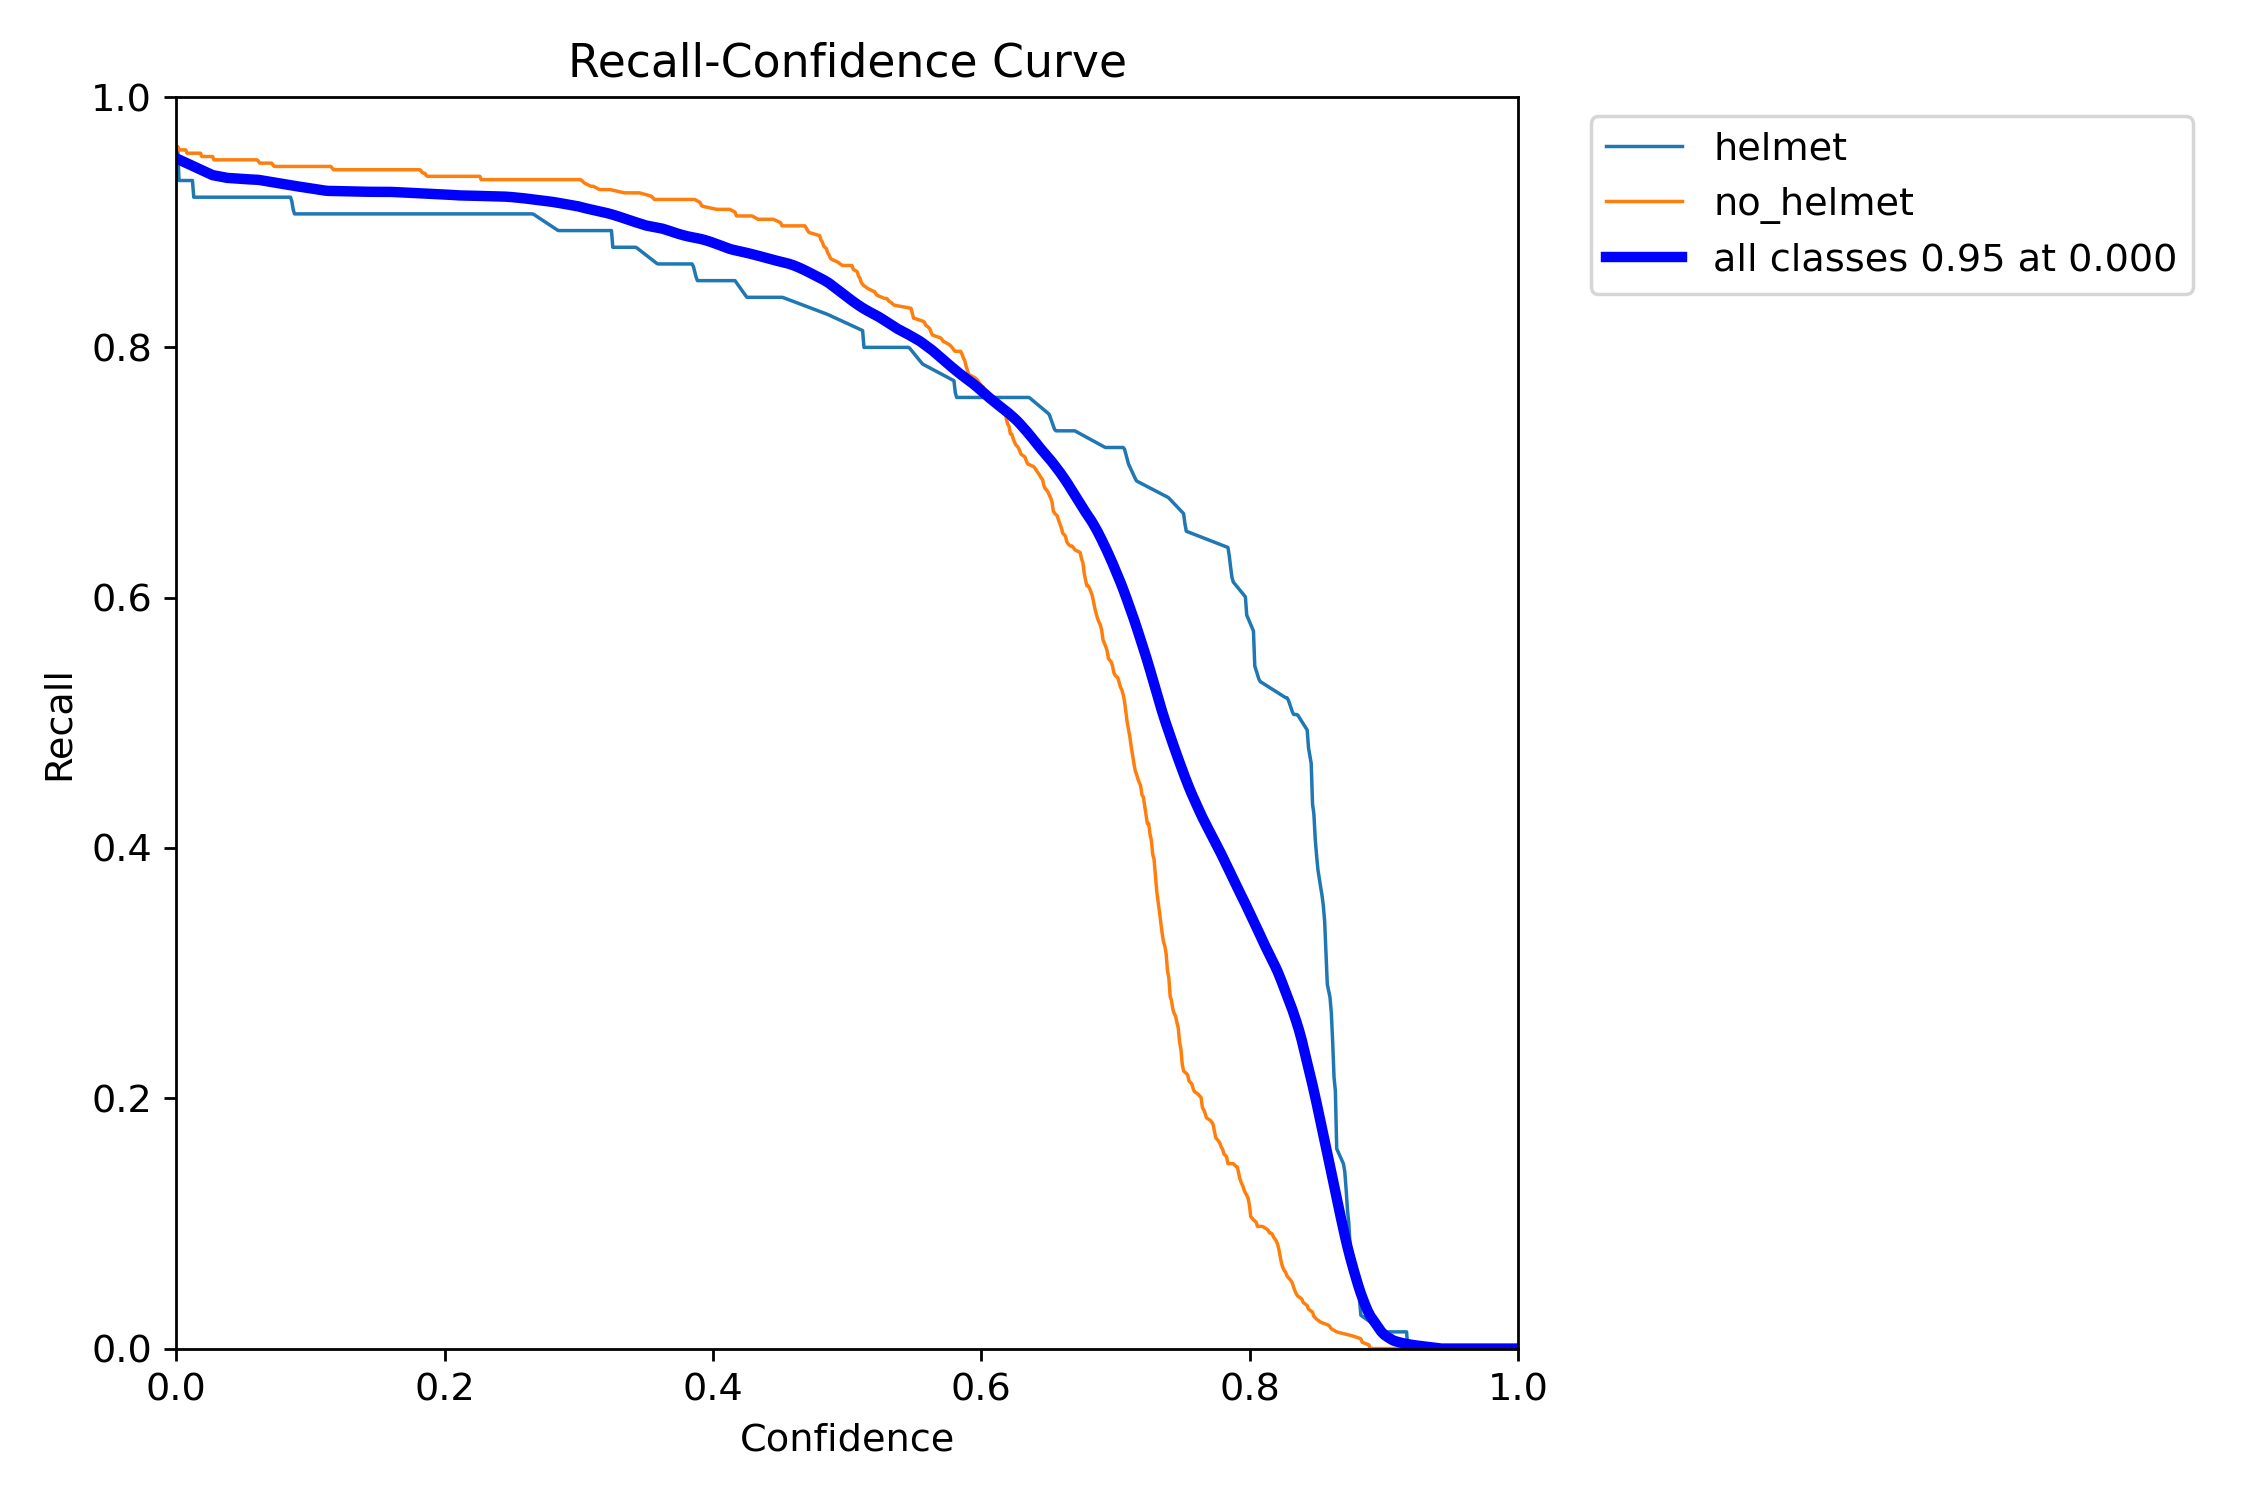 Recall-Confidence Curve
1.0
0.8
0.6
0.4
0.2
0.0
Recall
0.0 0.2 0.4 0.6 0.8 1.0
Confidence
helmet
no_helmet
all classes 0.95 at 0.000